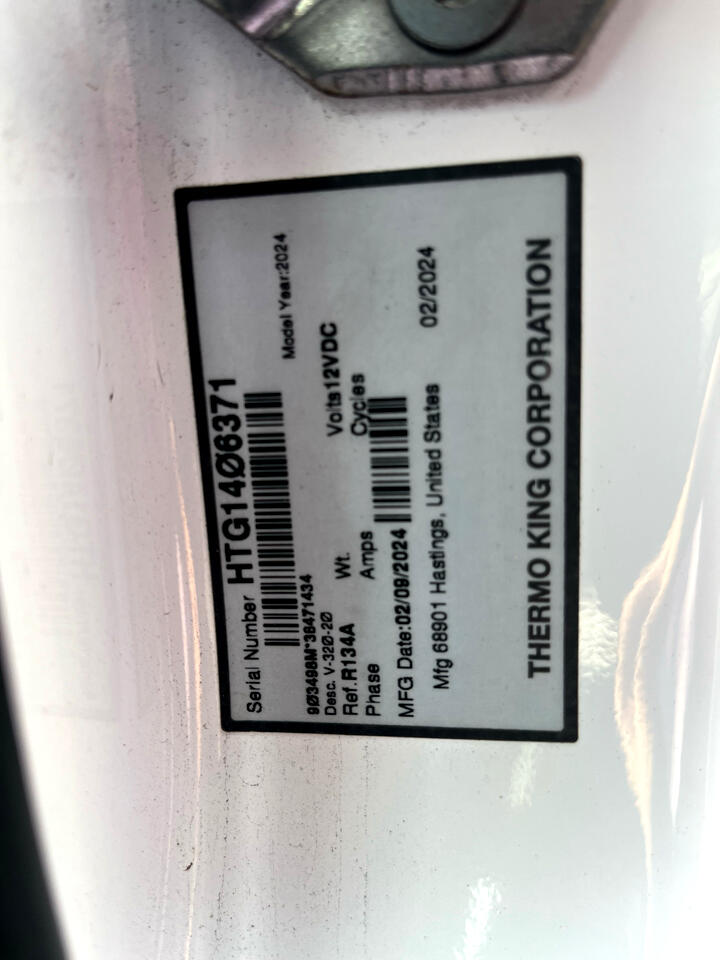 Serial Number HTG14Ø6371
Model Year:2024
9Ø3498M*38471434
Desc. V-32Ø-2Ø
Ref.R134A Wt. Volts12VDC
Phase Amps Cycles
MFG Date:02/09/2024
Mfg 68901 Hastings, United States 02/2024
THERMO KING CORPORATION